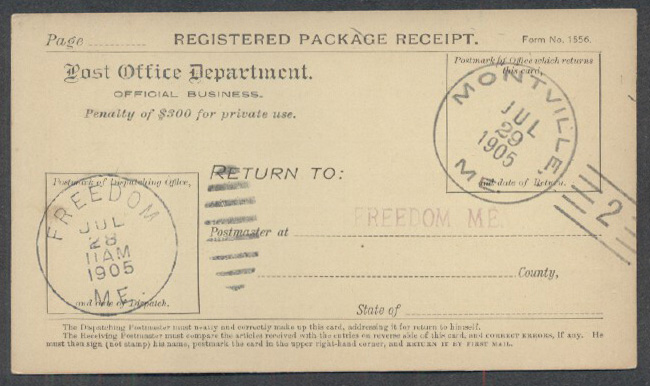 Page REGISTERED PACKAGE RECEIPT. Form No. 1556.
Post Office Department.
OFFICIAL BUSINESS.
Penalty of $300 for private use.
Postmark of Office which returns
this card,
MONTVILLE.
JUL
29
1905
ME.
and date of Return.
2
RETURN TO:
Postmark of Dispatching Office,
FREEDOM
JUL
28
11AM
1905
ME.
and date of Dispatch.
FREEDOM ME.
Postmaster at
County,
State of
The Dispatching Postmaster must neatly and correctly make up this card, addressing it for return to himself.
The Receiving Postmaster must compare the articles received with the entries on reverse side of this card, and CORRECT ERRORS, if any. He
must then sign (not stamp) his name, postmark the card in the upper right-hand corner, and RETURN IT BY FIRST MAIL.